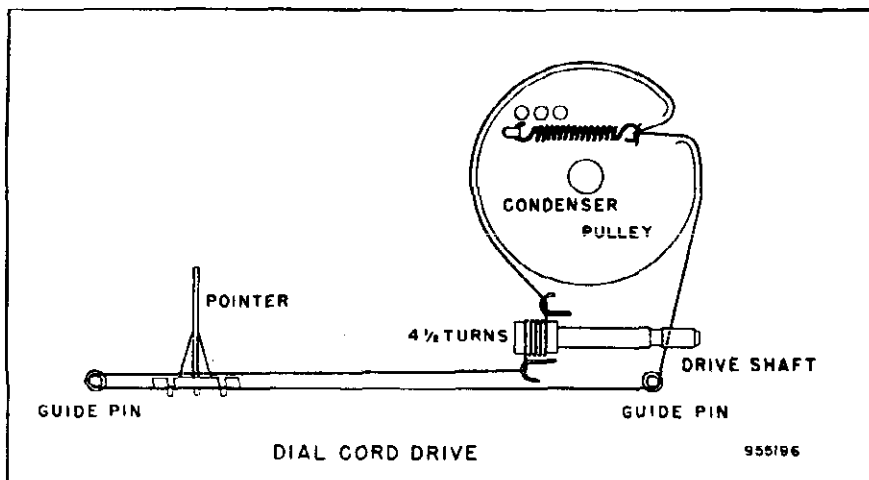 CONDENSER
PULLEY
POINTER
4 1/2 TURNS
DRIVE SHAFT
GUIDE PIN
GUIDE PIN
DIAL CORD DRIVE
955196